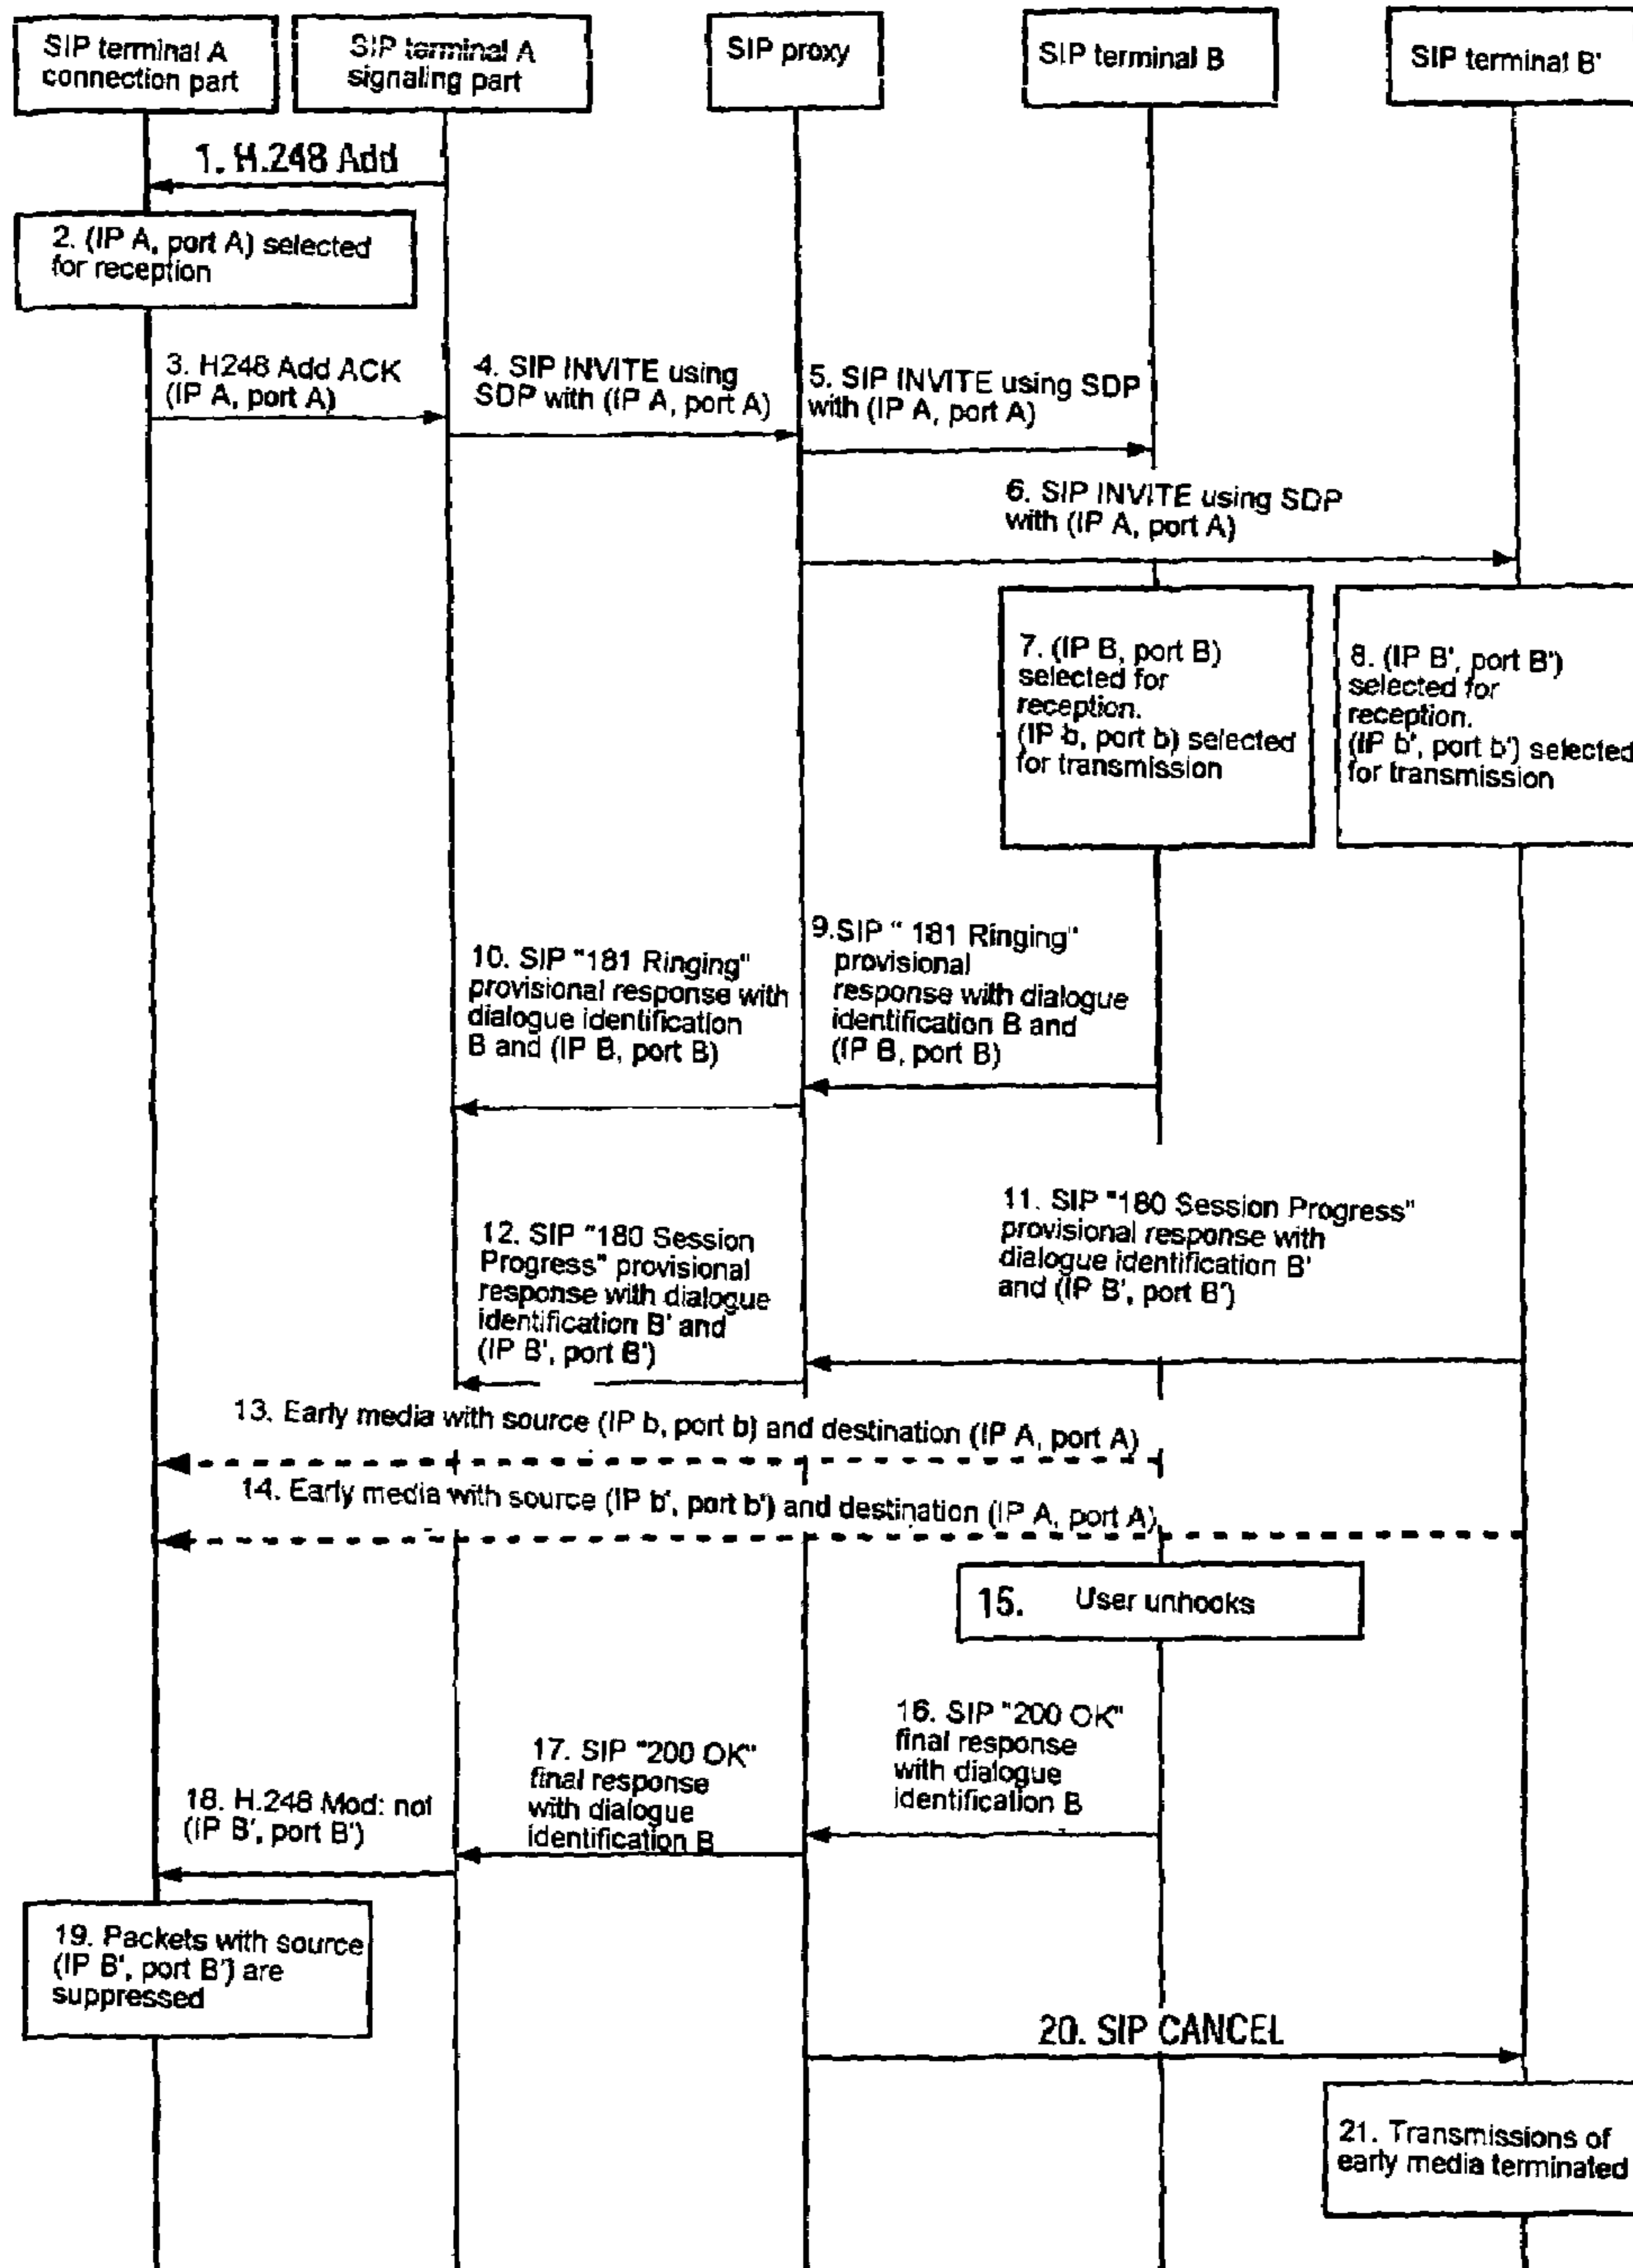 SIP terminal A
connection part
SIP terminal A
signaling part
SIP proxy
SIP terminal B
SIP terminal B'
1. H.248 Add
2. (IP A, port A) selected
for reception
3. H248 Add ACK
(IP A, port A)
4. SIP INVITE using
SDP with (IP A, port A)
5. SIP INVITE using SDP
with (IP A, port A)
6. SIP INVITE using SDP
with (IP A, port A)
7. (IP B, port B)
selected for
reception.
(IP b, port b) selected
for transmission
8. (IP B', port B')
selected for
reception.
(IP b', port b') selected
for transmission
9.SIP " 181 Ringing"
provisional
response with dialogue
identification B and
(IP B, port B)
10. SIP "181 Ringing"
provisional response with
dialogue identification
B and (IP B, port B)
11. SIP "180 Session Progress"
provisional response with
dialogue identification B'
and (IP B', port B')
12. SIP "180 Session
Progress" provisional
response with dialogue
identification B' and
(IP B', port B')
13. Early media with source (IP b, port b) and destination (IP A, port A)
14. Early media with source (IP b', port b') and destination (IP A, port A)
15. User unhooks
16. SIP "200 OK"
final response
with dialogue
identification B
17. SIP "200 OK"
final response
with dialogue
identification B
18. H.248 Mod: not
(IP B', port B')
19. Packets with source
(IP B', port B') are
suppressed
20. SIP CANCEL
21. Transmissions of
early media terminated